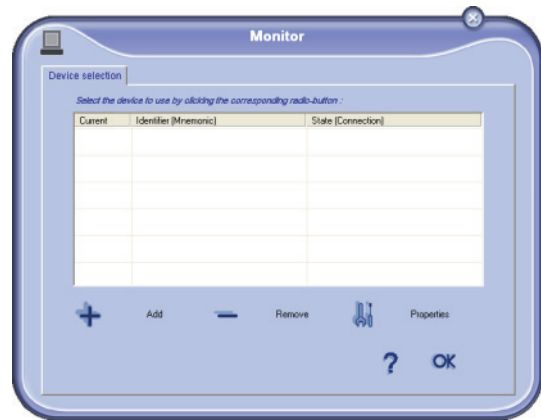 Monitor
Device selection
Select the device to use by clicking the corresponding radio-button :
Current Identifier (Mnemonic) State (Connection)
Add Remove Properties
? OK